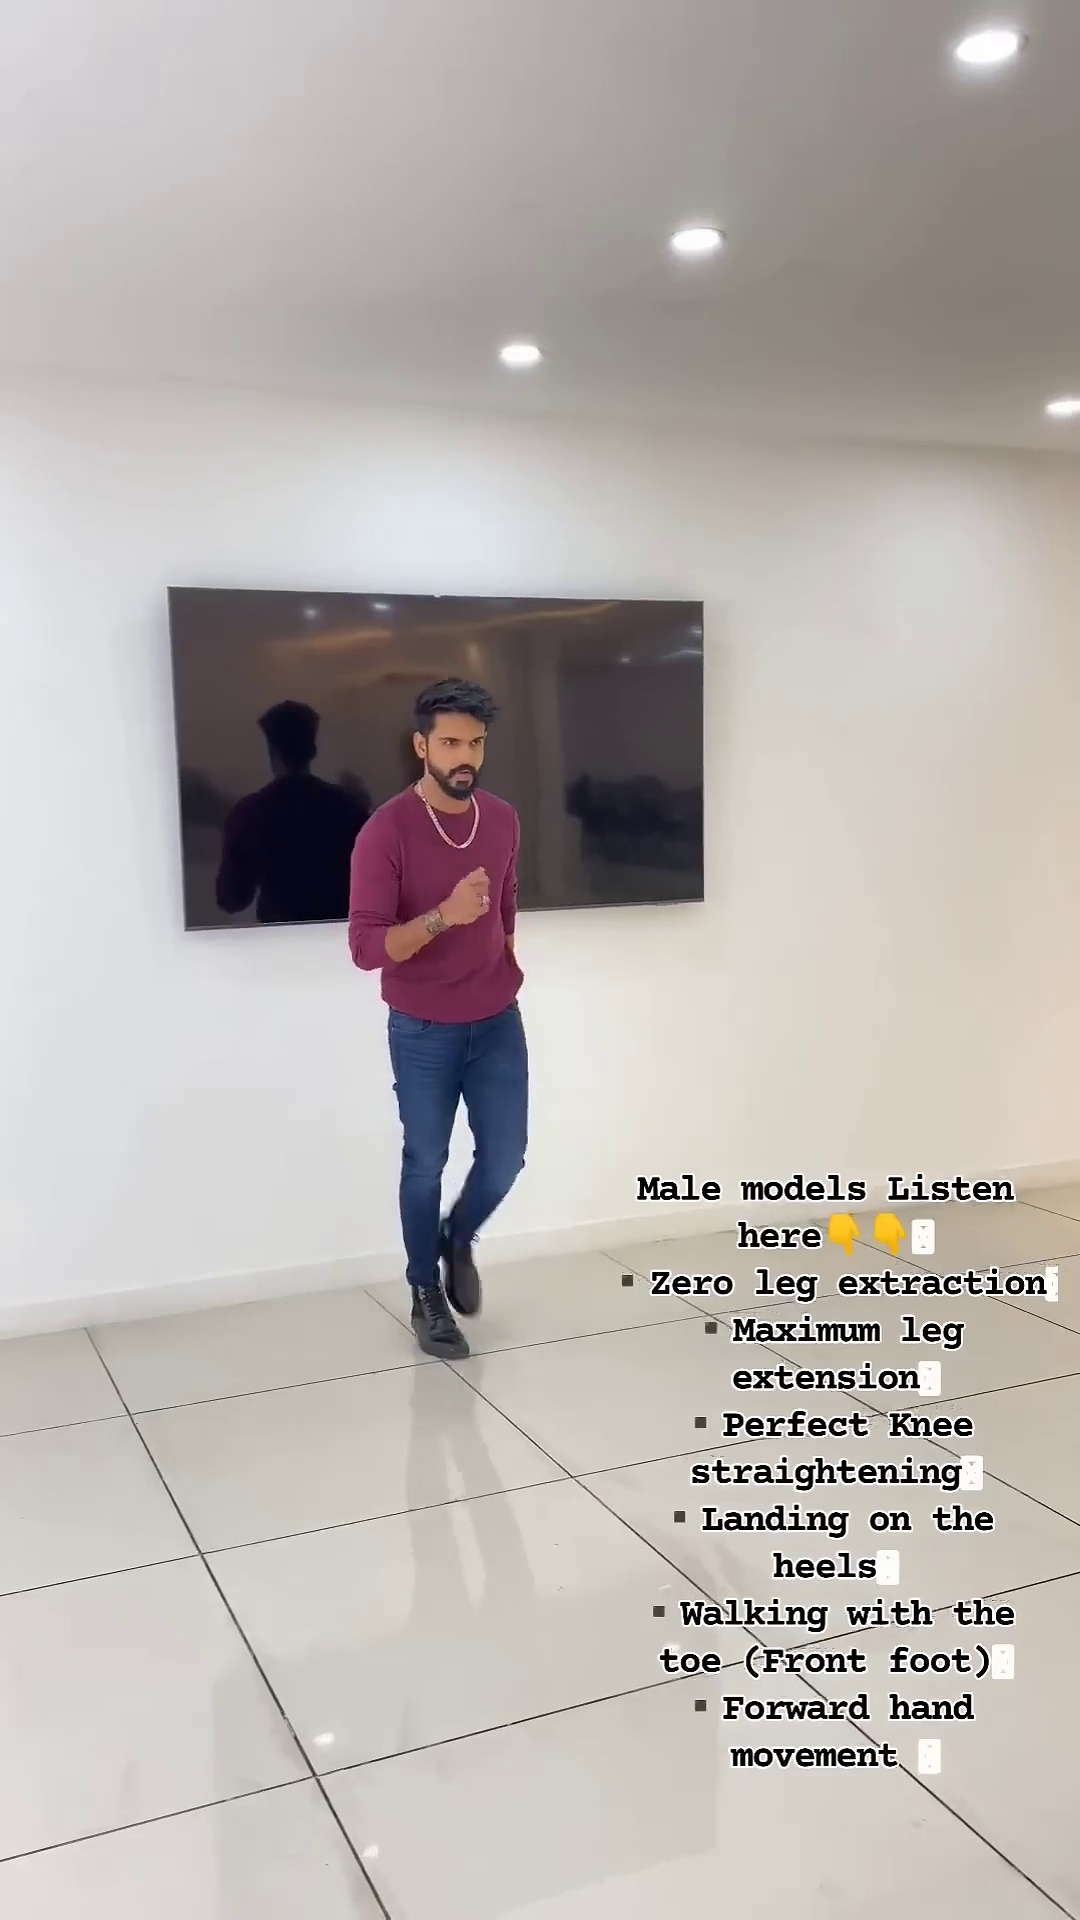 Male models Listen
here👇👇
▪ Zero leg extraction
▪ Maximum leg
extension
▪ Perfect Knee
straightening
▪ Landing on the
heels
▪ Walking with the
toe (Front foot)
▪ Forward hand
movement